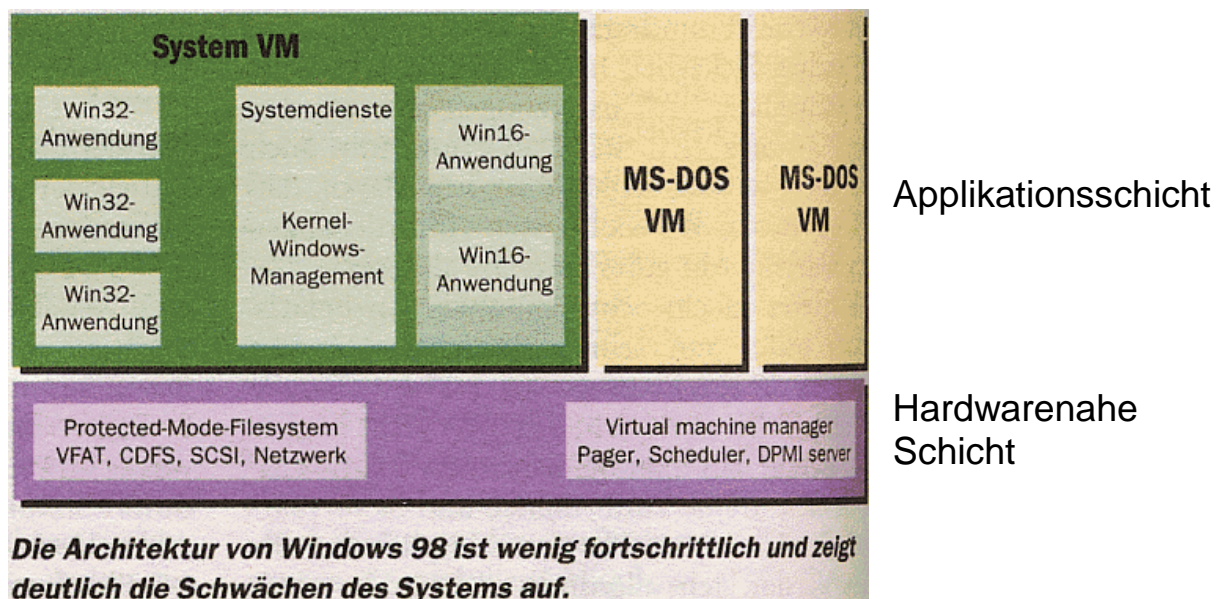 System VM
Win32-
Anwendung
Win32-
Anwendung
Win32-
Anwendung
Systemdienste
Kernel-
Windows-
Management
Win16-
Anwendung
Win16-
Anwendung
MS-DOS
VM
MS-DOS
VM
Applikationsschicht
Protected-Mode-Filesystem
VFAT, CDFS, SCSI, Netzwerk
Virtual machine manager
Pager, Scheduler, DPMI server
Hardwarenahe
Schicht
Die Architektur von Windows 98 ist wenig fortschrittlich und zeigt
deutlich die Schwächen des Systems auf.